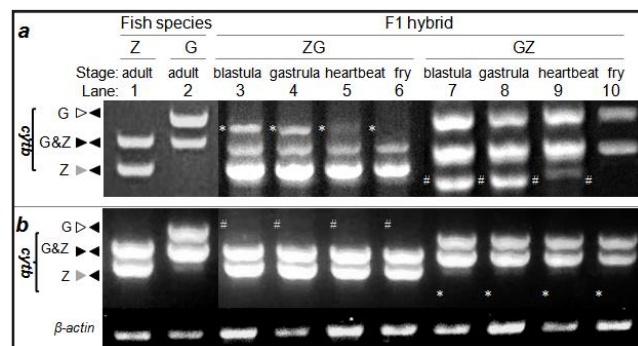 Fish species F1 hybrid
a Z G ZG GZ
Stage: adult adult blastula gastrula heartbeat fry blastula gastrula heartbeat fry
Lane: 1 2 3 4 5 6 7 8 9 10
G
* * * *
cytb G&Z
Z
# # # #
b
G # # # #
cytb G&Z
Z
* * * *
β-actin